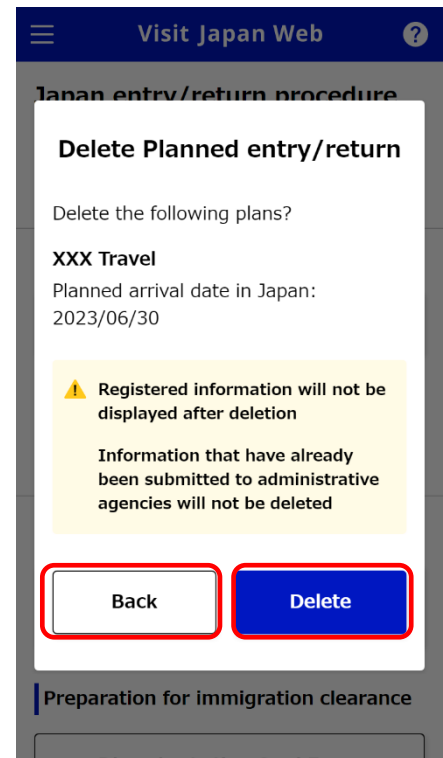 Visit Japan Web ?
Japan entry/return procedure
Delete Planned entry/return
Delete the following plans?
XXX Travel
Planned arrival date in Japan:
2023/06/30
Registered information will not be
displayed after deletion
Information that have already
been submitted to administrative
agencies will not be deleted
Back Delete
Preparation for immigration clearance